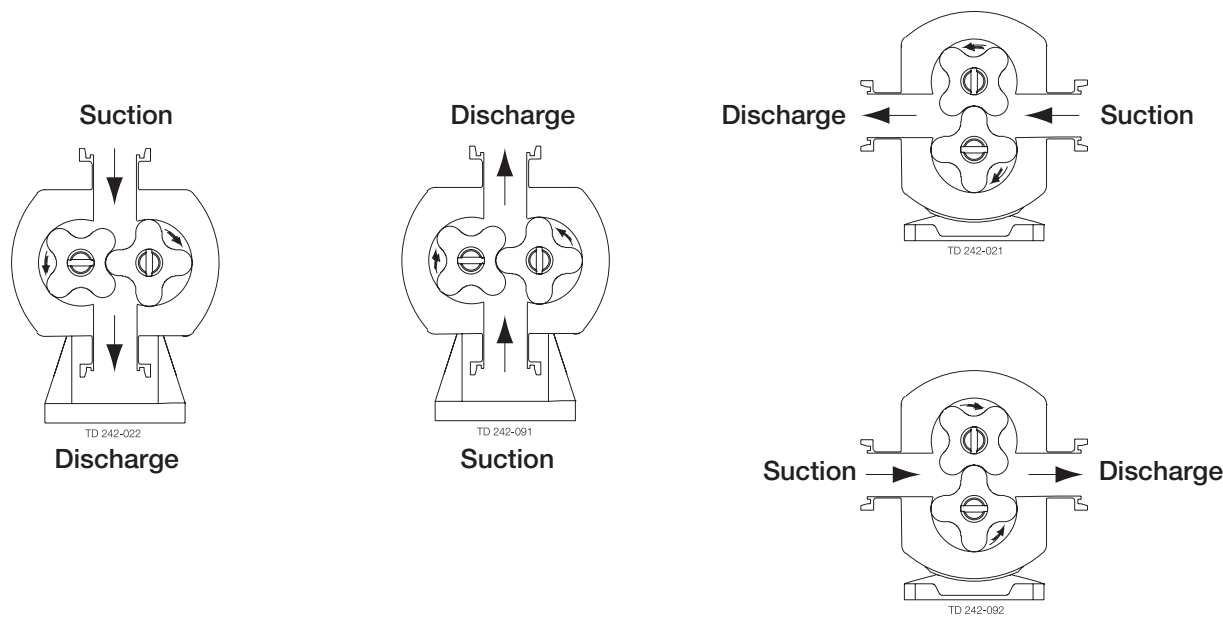 Suction
TD 242-022
Discharge
Discharge
TD 242-091
Suction
Discharge
Suction
TD 242-021
Suction
Discharge
TD 242-092